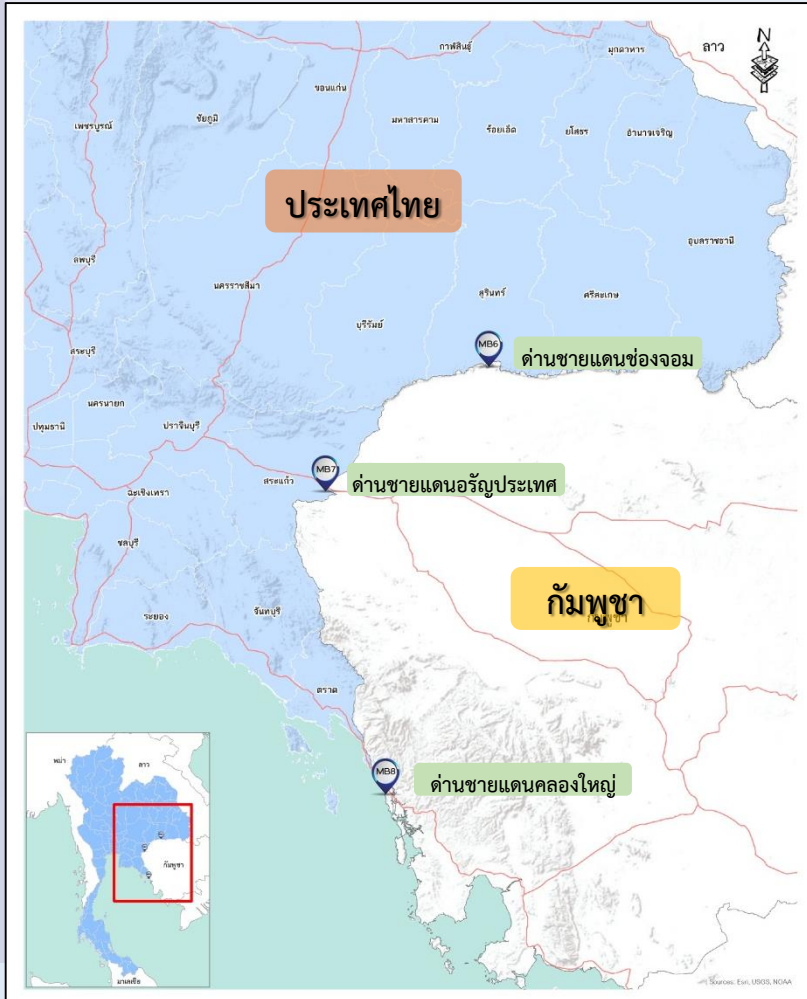 กาฬสินธุ์
มุกดาหาร
ลาว
N
ขอนแก่น
เพชรบูรณ์
ชัยภูมิ
มหาสารคาม
ร้อยเอ็ด
ยโสธร
อำนาจเจริญ
ประเทศไทย
อุบลราชธานี
ลพบุรี
นครราชสีมา
สุรินทร์
ศรีสะเกษ
บุรีรัมย์
สระบุรี
MB6
ด่านชายแดนช่องจอม
นครนายก
ปทุมธานี
ปราจีนบุรี
MB7
สระแก้ว
ด่านชายแดนอรัญประเทศ
ฉะเชิงเทรา
ชลบุรี
กัมพูชา
กัมพูชา
ระยอง
จันทบุรี
ตราด
MB8
ด่านชายแดนคลองใหญ่
พม่า
ลาว
กัมพูชา
มาเลเซีย
Sources: Esri, USGS, NOAA